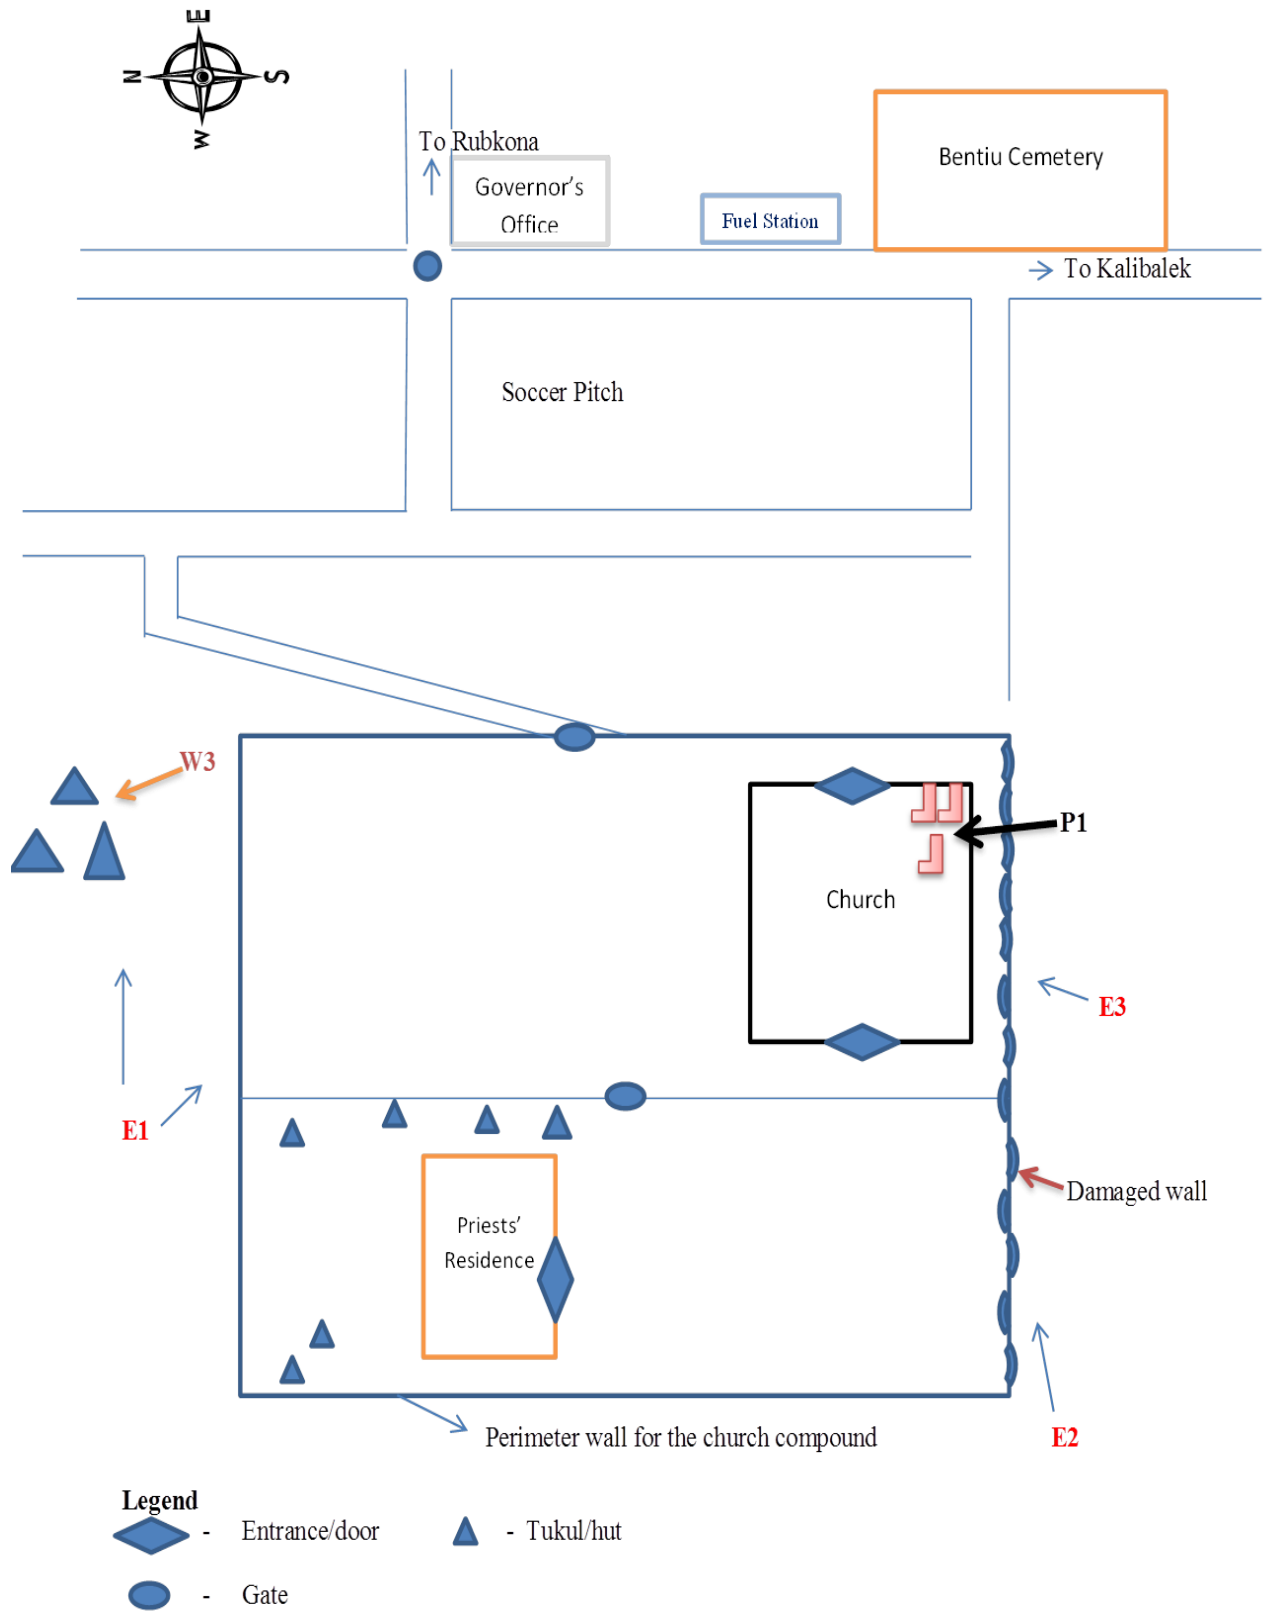 E
N
S
W
To Rubkona
Governor's
Office
Fuel Station
Bentiu Cemetery
To Kalibalek
Soccer Pitch
W3
P1
Church
E3
E1
Damaged wall
Priests'
Residence
Perimeter wall for the church compound
E2
Legend
- Entrance/door
- Tukul/hut
- Gate